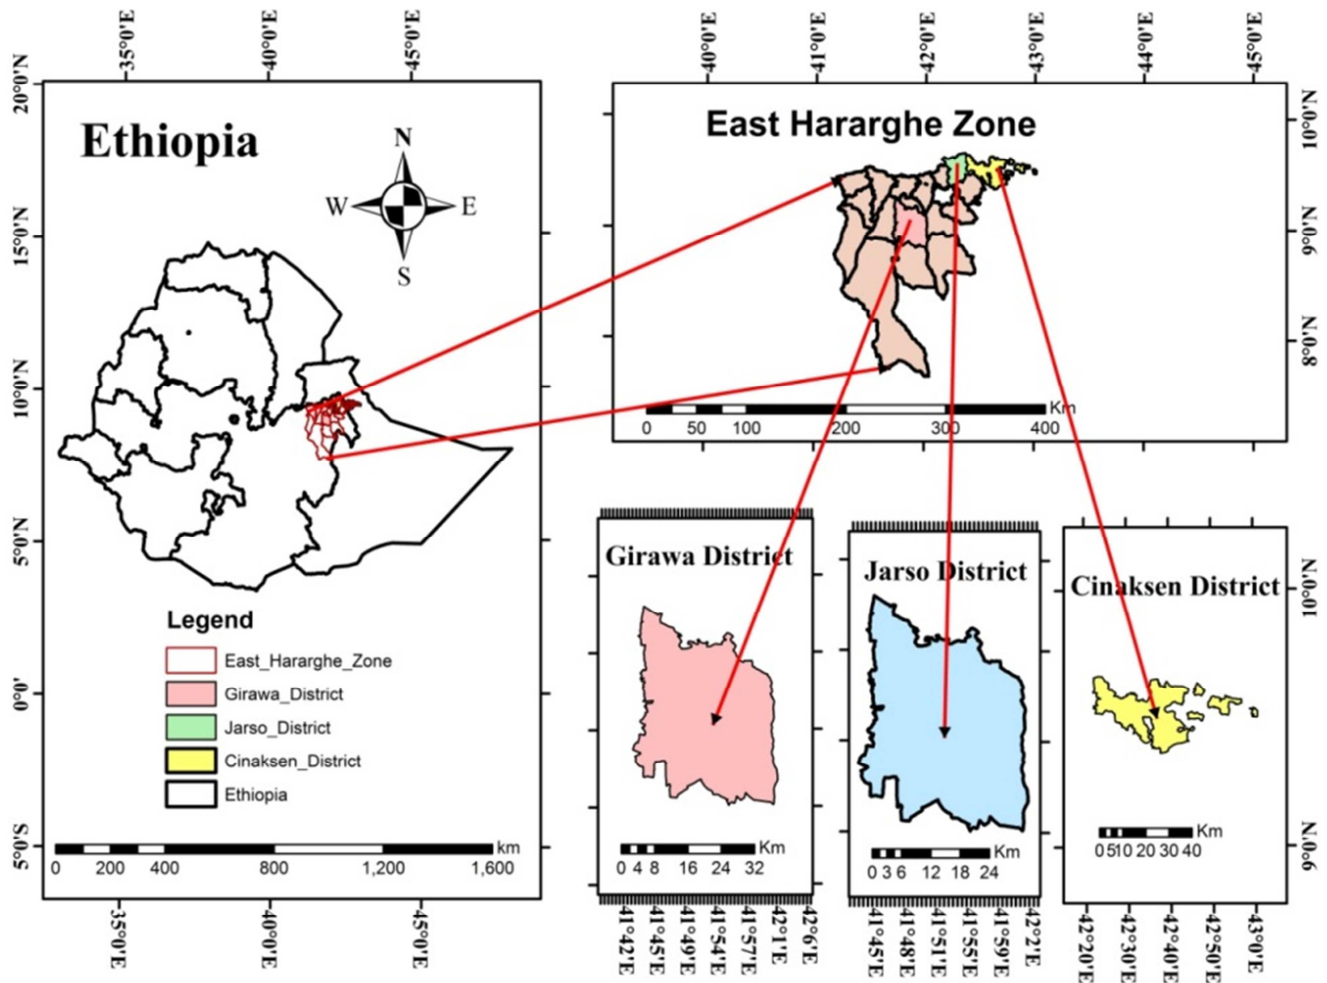 35°0'E 40°0'E 45°0'E
40°0'E 41°0'E 42°0'E 43°0'E 44°0'E 45°0'E
20°0'N
15°0'N
10°0'N
5°0'N
0°0'
5°0'S
Ethiopia
N
W E
S
Legend
East_Hararghe_Zone
Girawa_District
Jarso_District
Cinaksen_District
Ethiopia
0 200 400 800 1,200 1,600 km
35°0'E 40°0'E 45°0'E
East Hararghe Zone
10°0'N
9°0'N
8°0'N
0 50 100 200 300 400 Km
Girawa District
0 4 8 16 24 32 Km
41°42'E 41°45'E 41°49'E 41°54'E 41°57'E 42°1'E 42°6'E
Jarso District
0 3 6 12 18 24 Km
41°45'E 41°48'E 41°51'E 41°55'E 41°59'E 42°2'E
Cinaksen District
10°0'N
9°0'N
0 5 10 20 30 40 Km
42°20'E 42°30'E 42°40'E 42°50'E 43°0'E